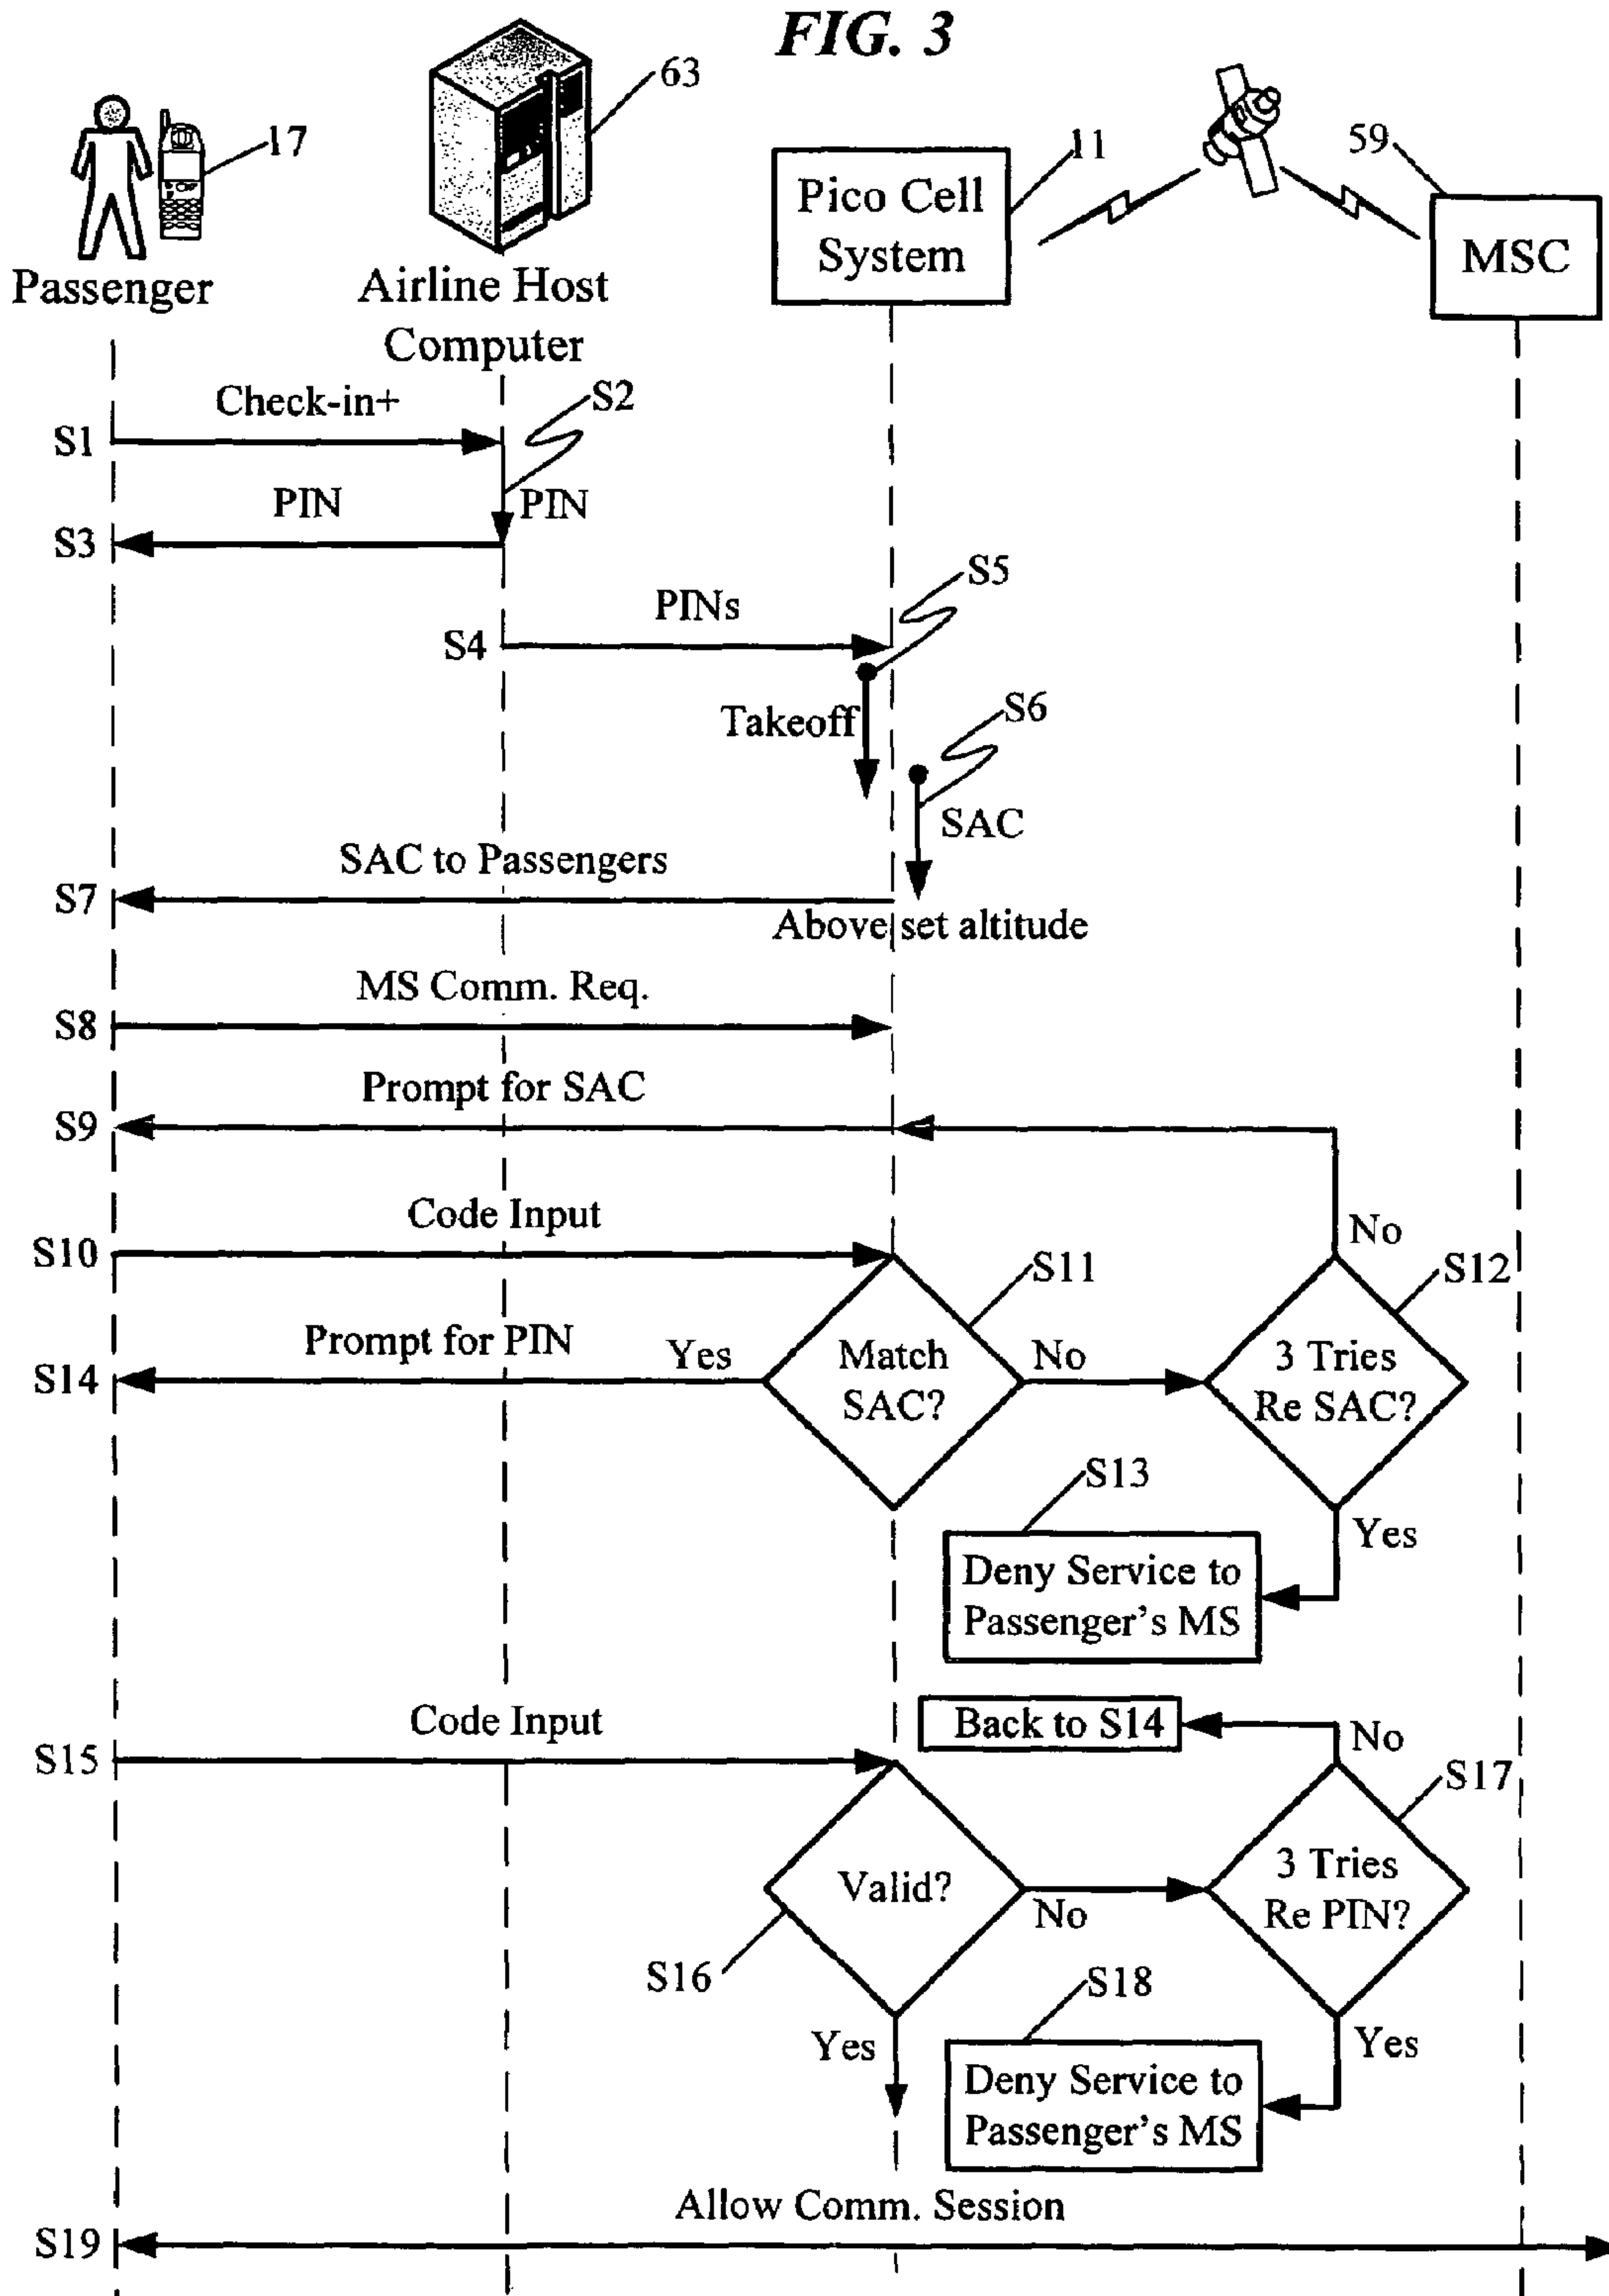 FIG. 3
63
17
11
59
Pico Cell
System
MSC
Passenger
Airline Host
Computer
Check-in+
S2
S1
PIN
PIN
S3
S5
PINs
S4
S6
Takeoff
SAC
SAC to Passengers
S7
Above set altitude
MS Comm. Req.
S8
Prompt for SAC
S9
Code Input
No
S10
S11
S12
Prompt for PIN
Yes
Match
SAC?
No
3 Tries
Re SAC?
S14
S13
Yes
Deny Service to
Passenger's MS
Code Input
Back to S14
No
S15
S17
Valid?
No
3 Tries
Re PIN?
S16
S18
Yes
Yes
Deny Service to
Passenger's MS
Allow Comm. Session
S19